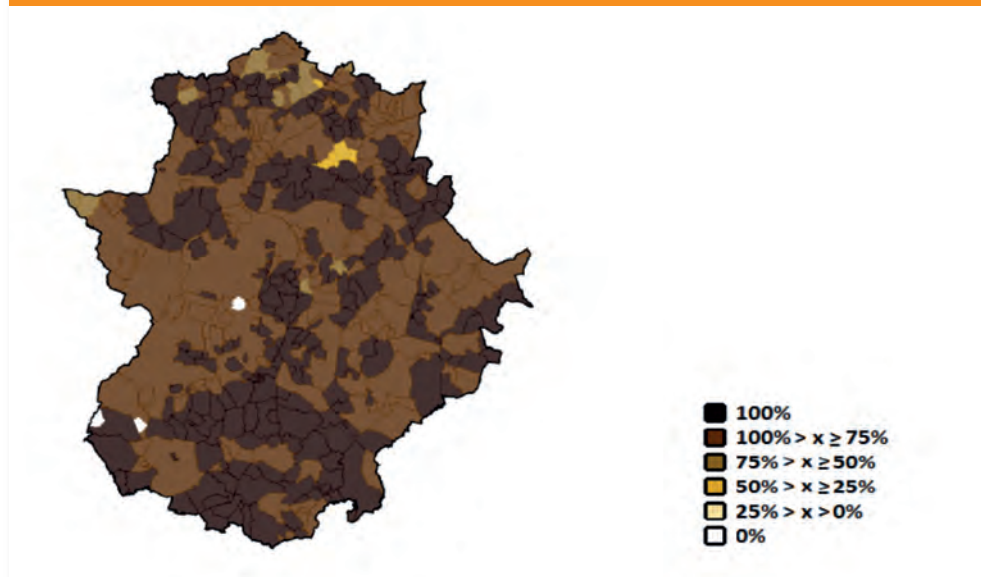 100%
100% > x ≥ 75%
75% > x ≥ 50%
50% > x ≥ 25%
25% > x > 0%
0%